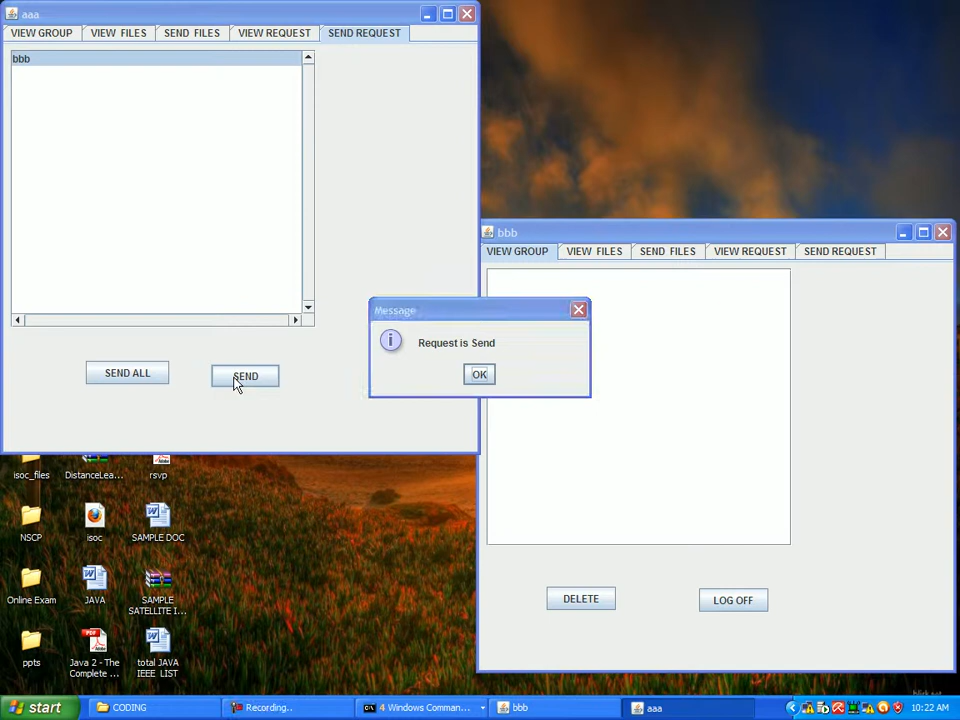 aaa
VIEW GROUP
VIEW FILES
SEND FILES
VIEW REQUEST
SEND REQUEST
bbb
SEND ALL
SEND
Message
Request is Send
OK
bbb
VIEW GROUP
VIEW FILES
SEND FILES
VIEW REQUEST
SEND REQUEST
DELETE
LOG OFF
isoc_files
DistanceLea...
rsvp
NSCP
isoc
SAMPLE DOC
Online Exam
JAVA
SAMPLE
SATELLITE I...
ppts
Java 2 - The
Complete ...
total JAVA
IEEE LIST
start
CODING
Recording..
4 Windows Comman...
bbb
aaa
10:22 AM